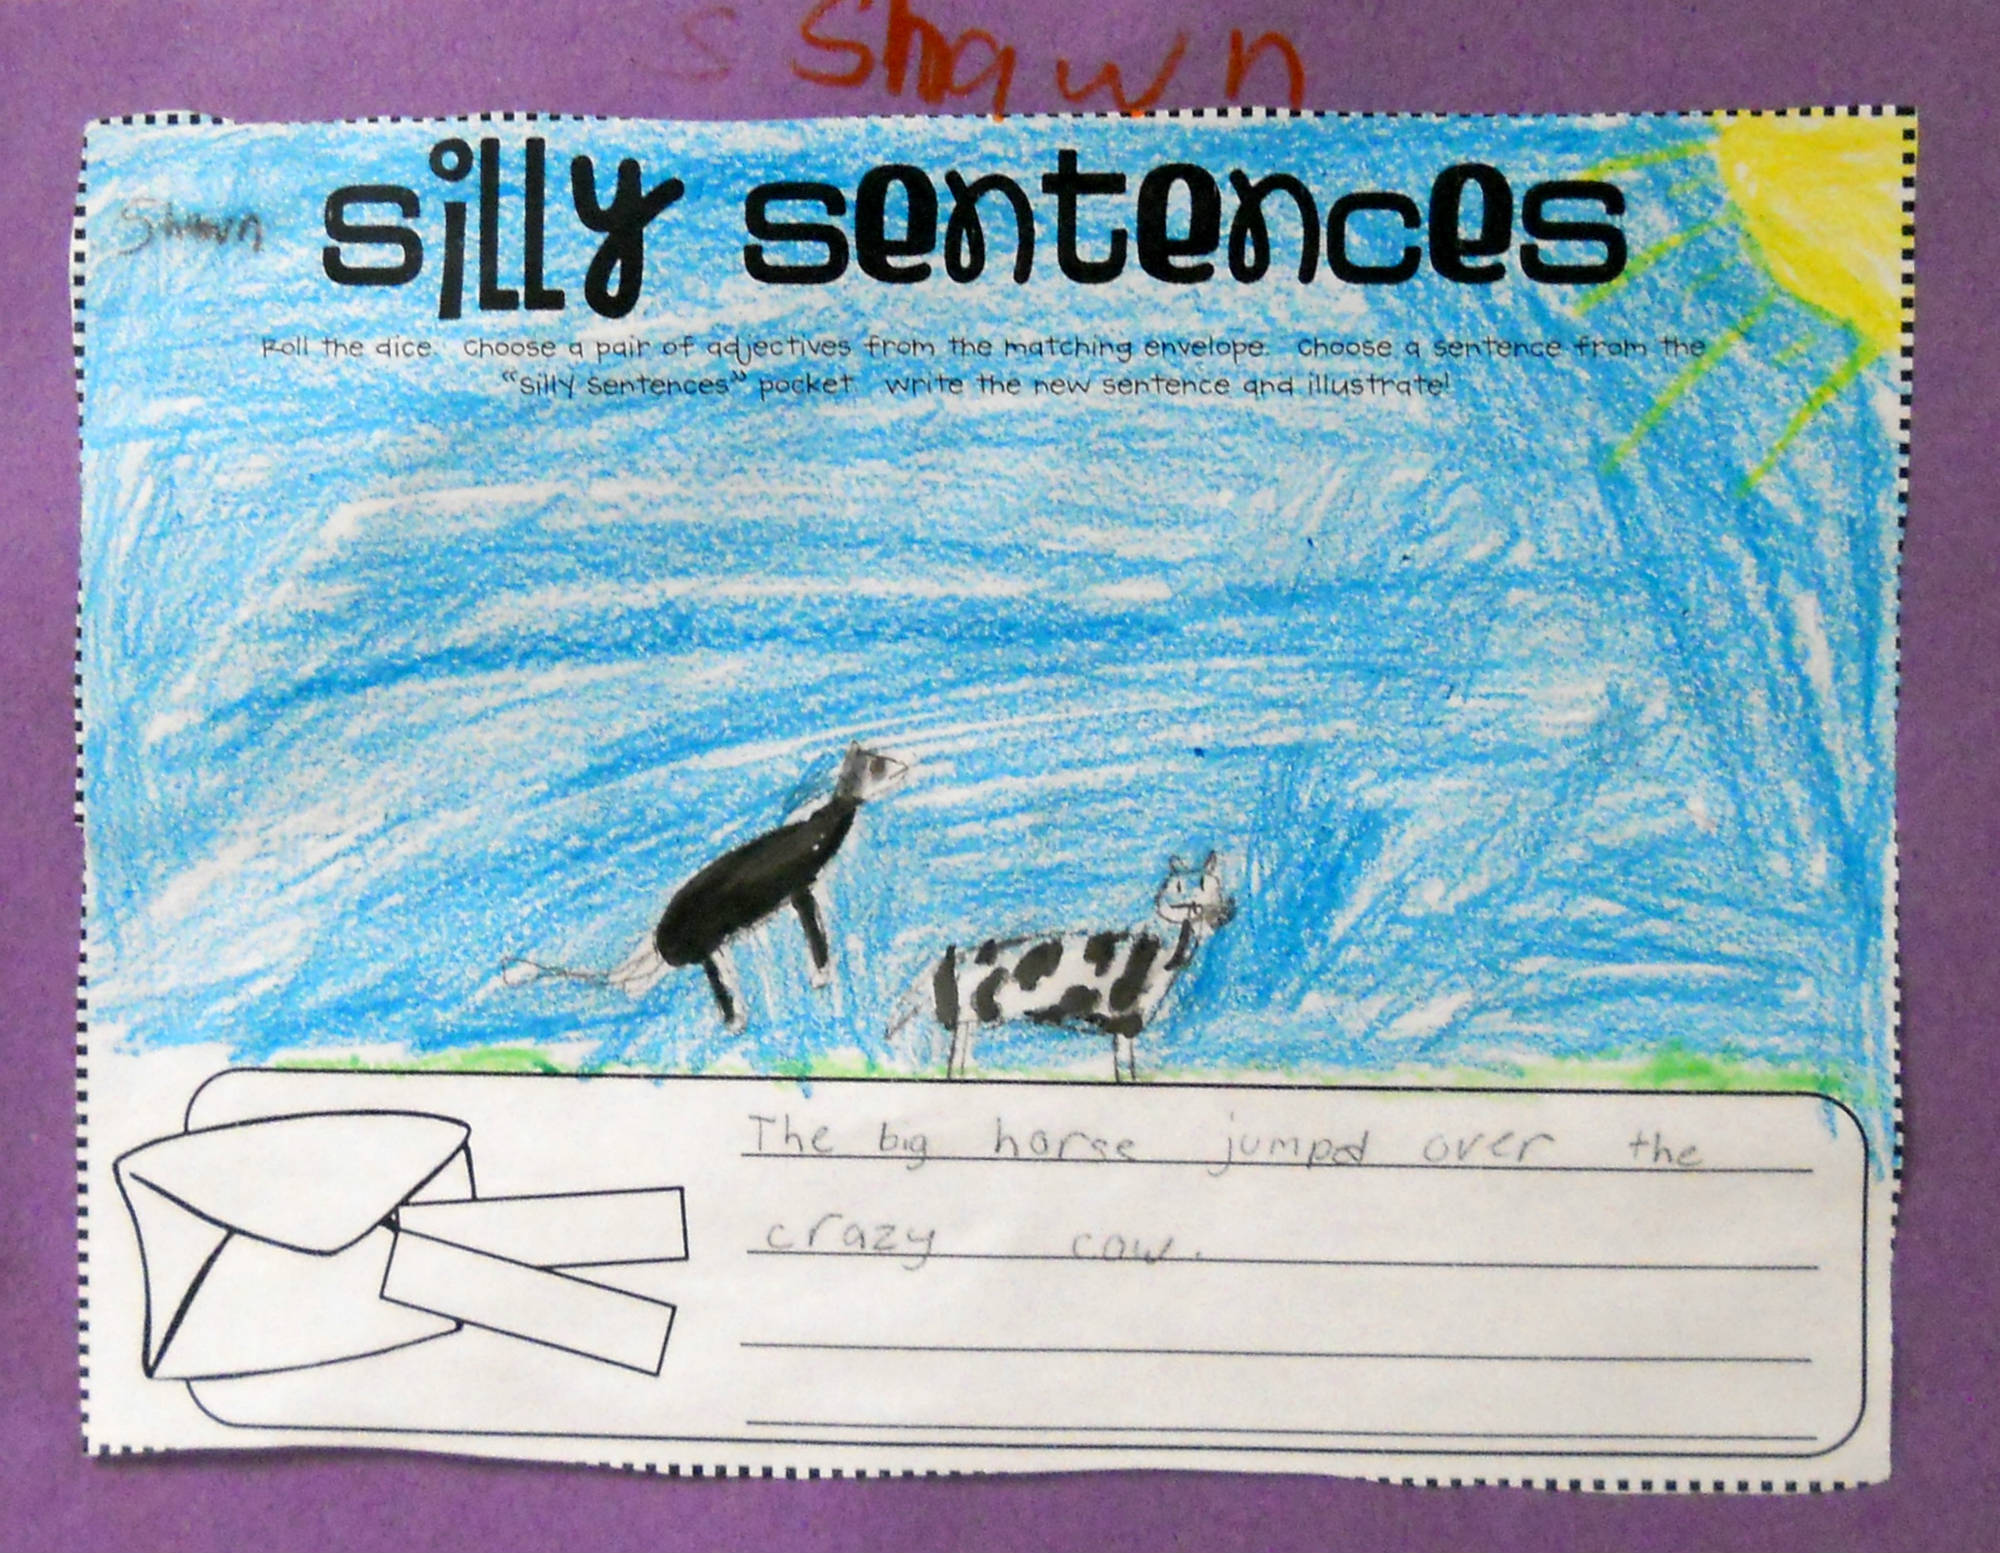 s Shawn
silly sentences
Shawn
Roll the dice. Choose a pair of adjectives from the matching envelope. Choose a sentence from the
"Silly Sentences" pocket. Write the new sentence and illustrate!
The big horse jumped over the
crazy cow.